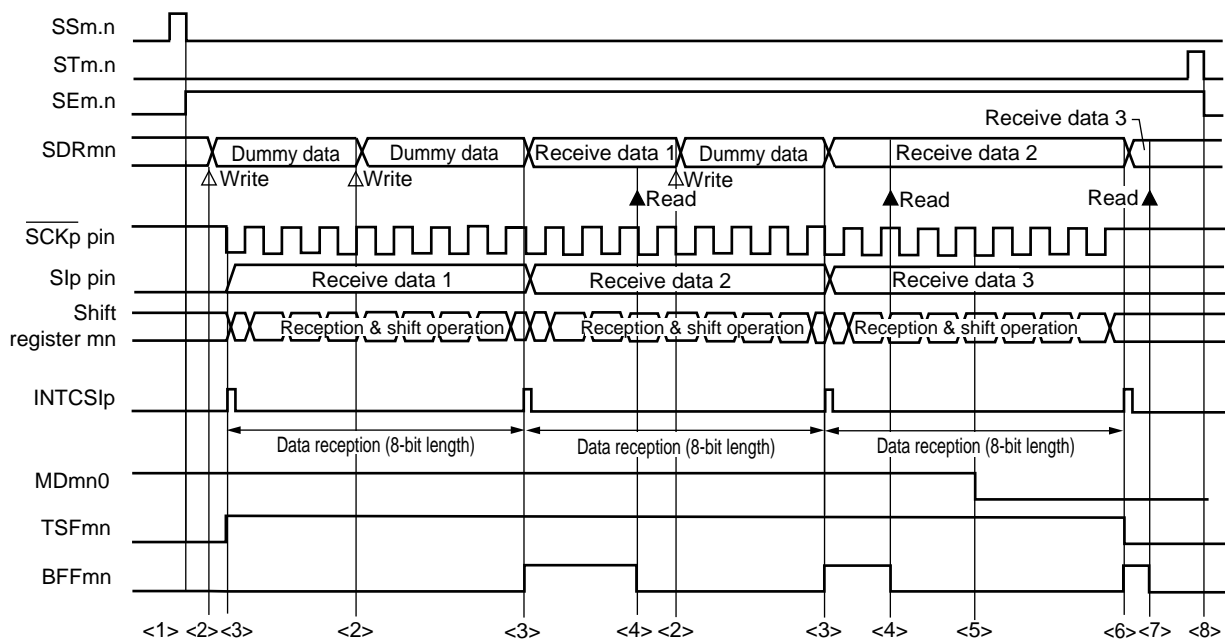 SSm.n
STm.n
SEm.n
Receive data 3
SDRmn
Dummy data Dummy data Receive data 1 Dummy data Receive data 2
Write Write Write
Read Read Read
SCKp pin
SIp pin
Receive data 1 Receive data 2 Receive data 3
Shift
register mn
Reception & shift operation Reception & shift operation Reception & shift operation
INTCSIp
Data reception (8-bit length) Data reception (8-bit length) Data reception (8-bit length)
MDmn0
TSFmn
BFFmn
<1> <2> <3> <2> <3> <4> <2> <3> <4> <5> <6> <7> <8>